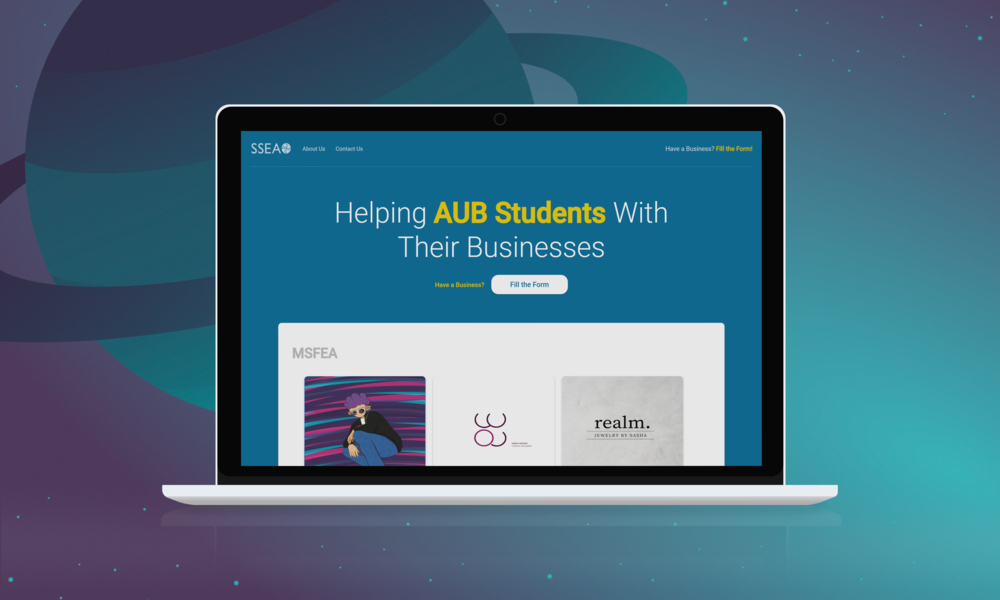 SSEA
About Us
Contact Us
Have a Business? Fill the Form!
Helping AUB Students With
Their Businesses
Have a Business?
Fill the Form
MSFEA
realm.
JEWELRY BY SASHA